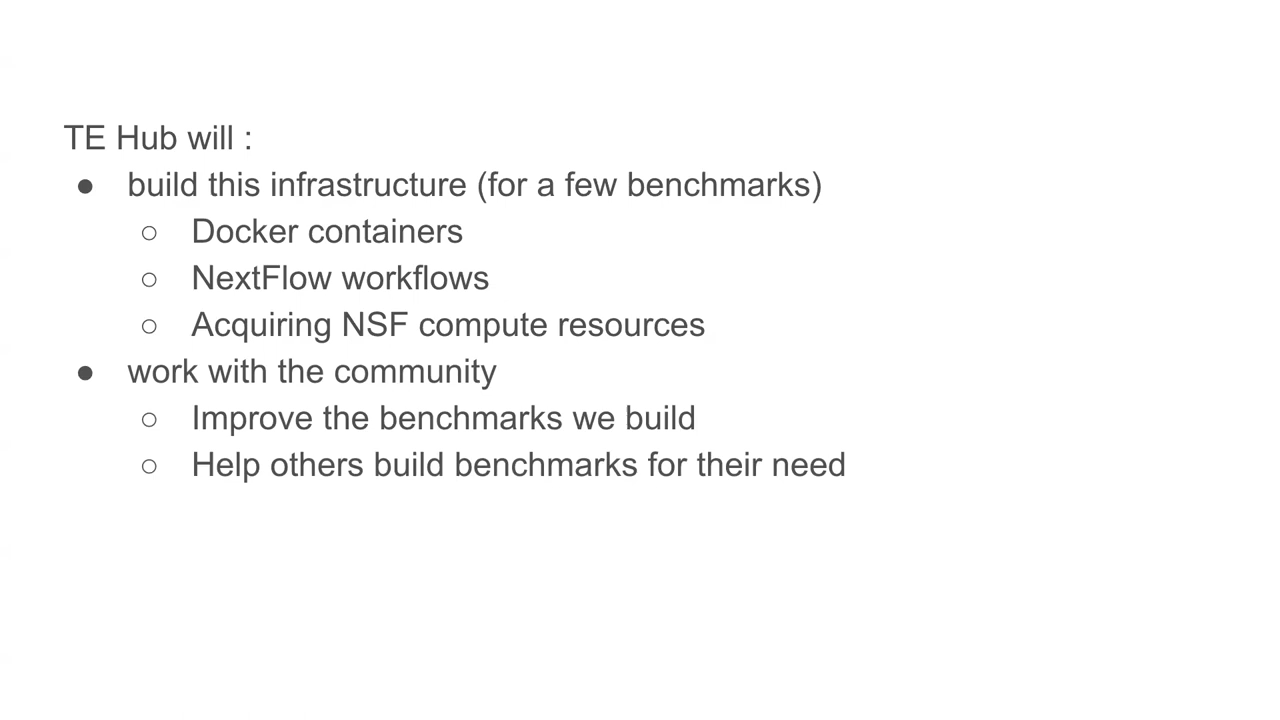 TE Hub will :
● build this infrastructure (for a few benchmarks)
○ Docker containers
○ NextFlow workflows
○ Acquiring NSF compute resources
● work with the community
○ Improve the benchmarks we build
○ Help others build benchmarks for their need